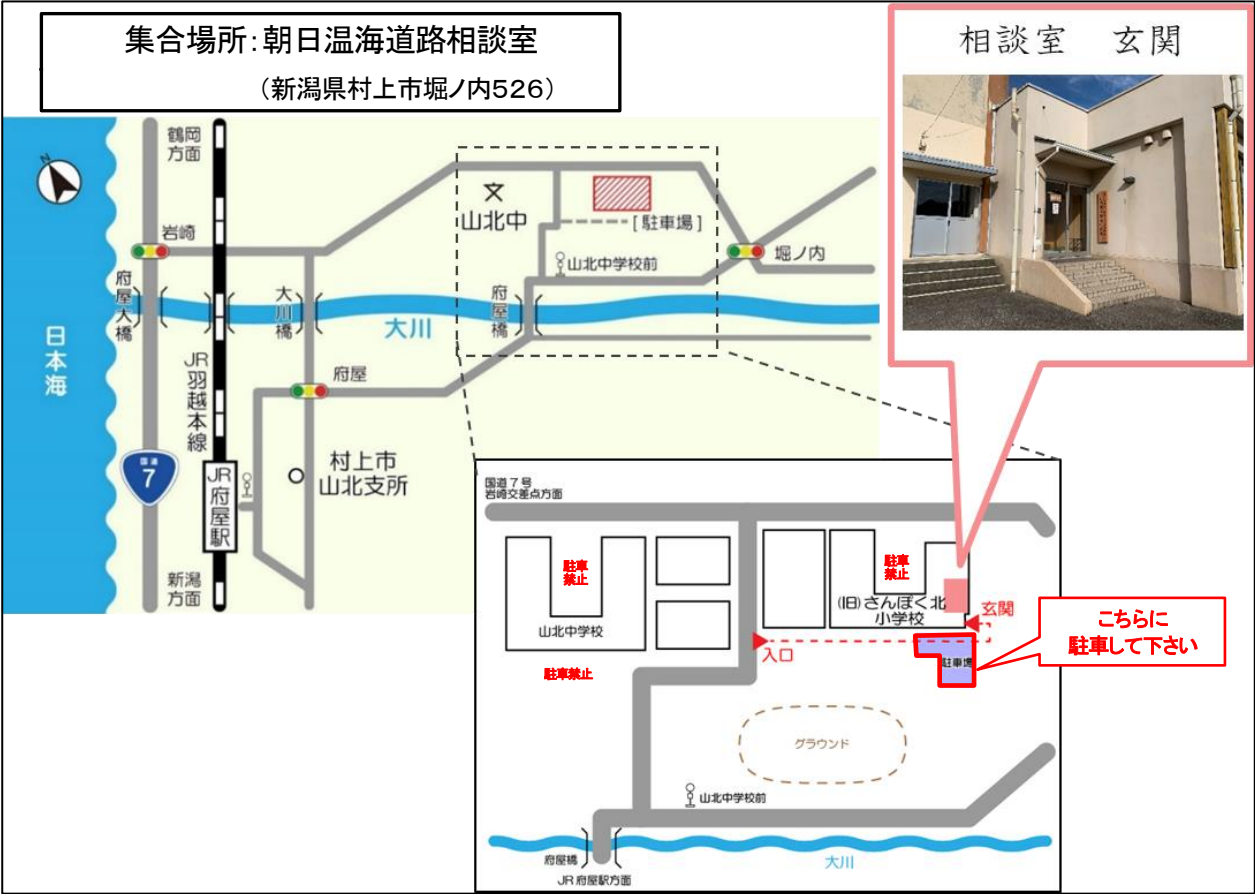 集合場所：朝日温海道路相談室
（新潟県村上市堀ノ内526）
相談室　玄関
N
鶴岡
方面
岩崎
府屋大橋
日本海
大川橋
大川
JR羽越本線
府屋
国道
7
JR府屋駅
村上市
山北支所
新潟
方面
文
山北中
[駐車場]
山北中学校前
府屋橋
堀ノ内
国道7号
岩崎交差点方面
駐車
禁止
山北中学校
駐車禁止
駐車
禁止
(旧)さんぽく北
小学校
玄関
入口
駐車場
こちらに
駐車して下さい
グラウンド
山北中学校前
府屋橋
大川
JR府屋駅方面